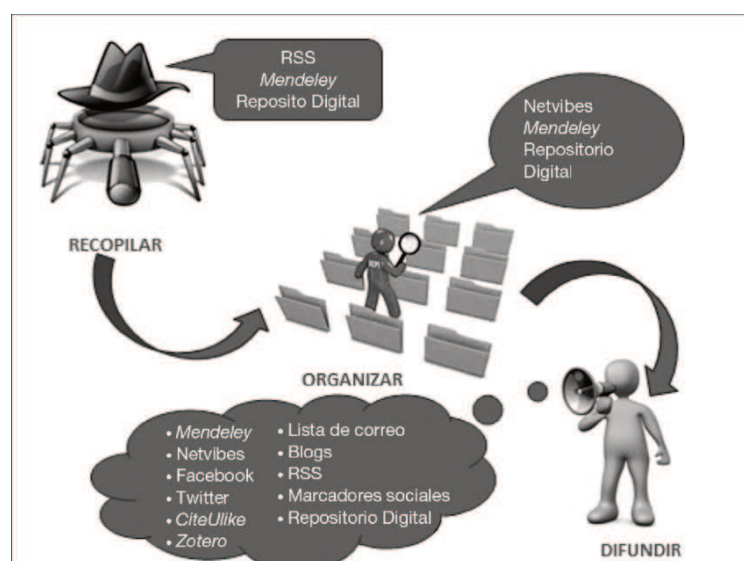 RSS
Mendeley
Reposito Digital
Netvibes
Mendeley
Repositorio
Digital
RECOPILAR
ORGANIZAR
• Mendeley
• Netvibes
• Facebook
• Twitter
• CiteUlike
• Zotero
• Lista de correo
• Blogs
• RSS
• Marcadores sociales
• Repositorio Digital
DIFUNDIR